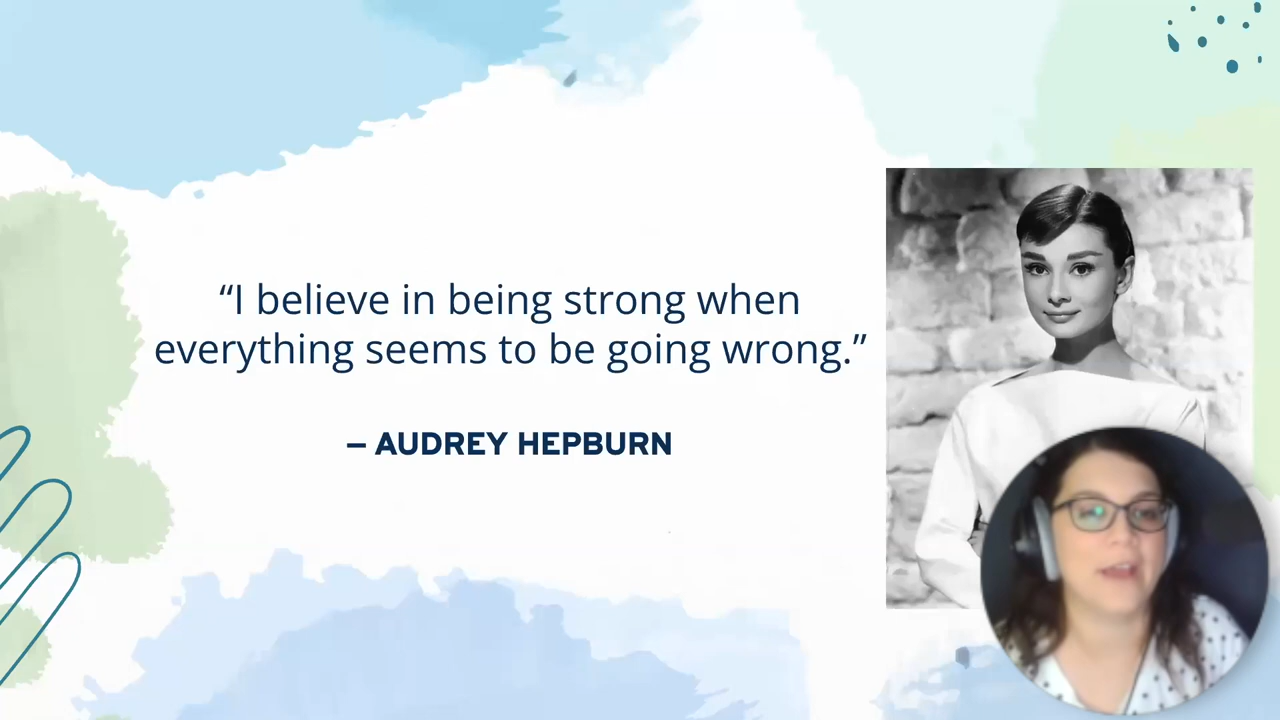 “I believe in being strong when
everything seems to be going wrong.”
– AUDREY HEPBURN